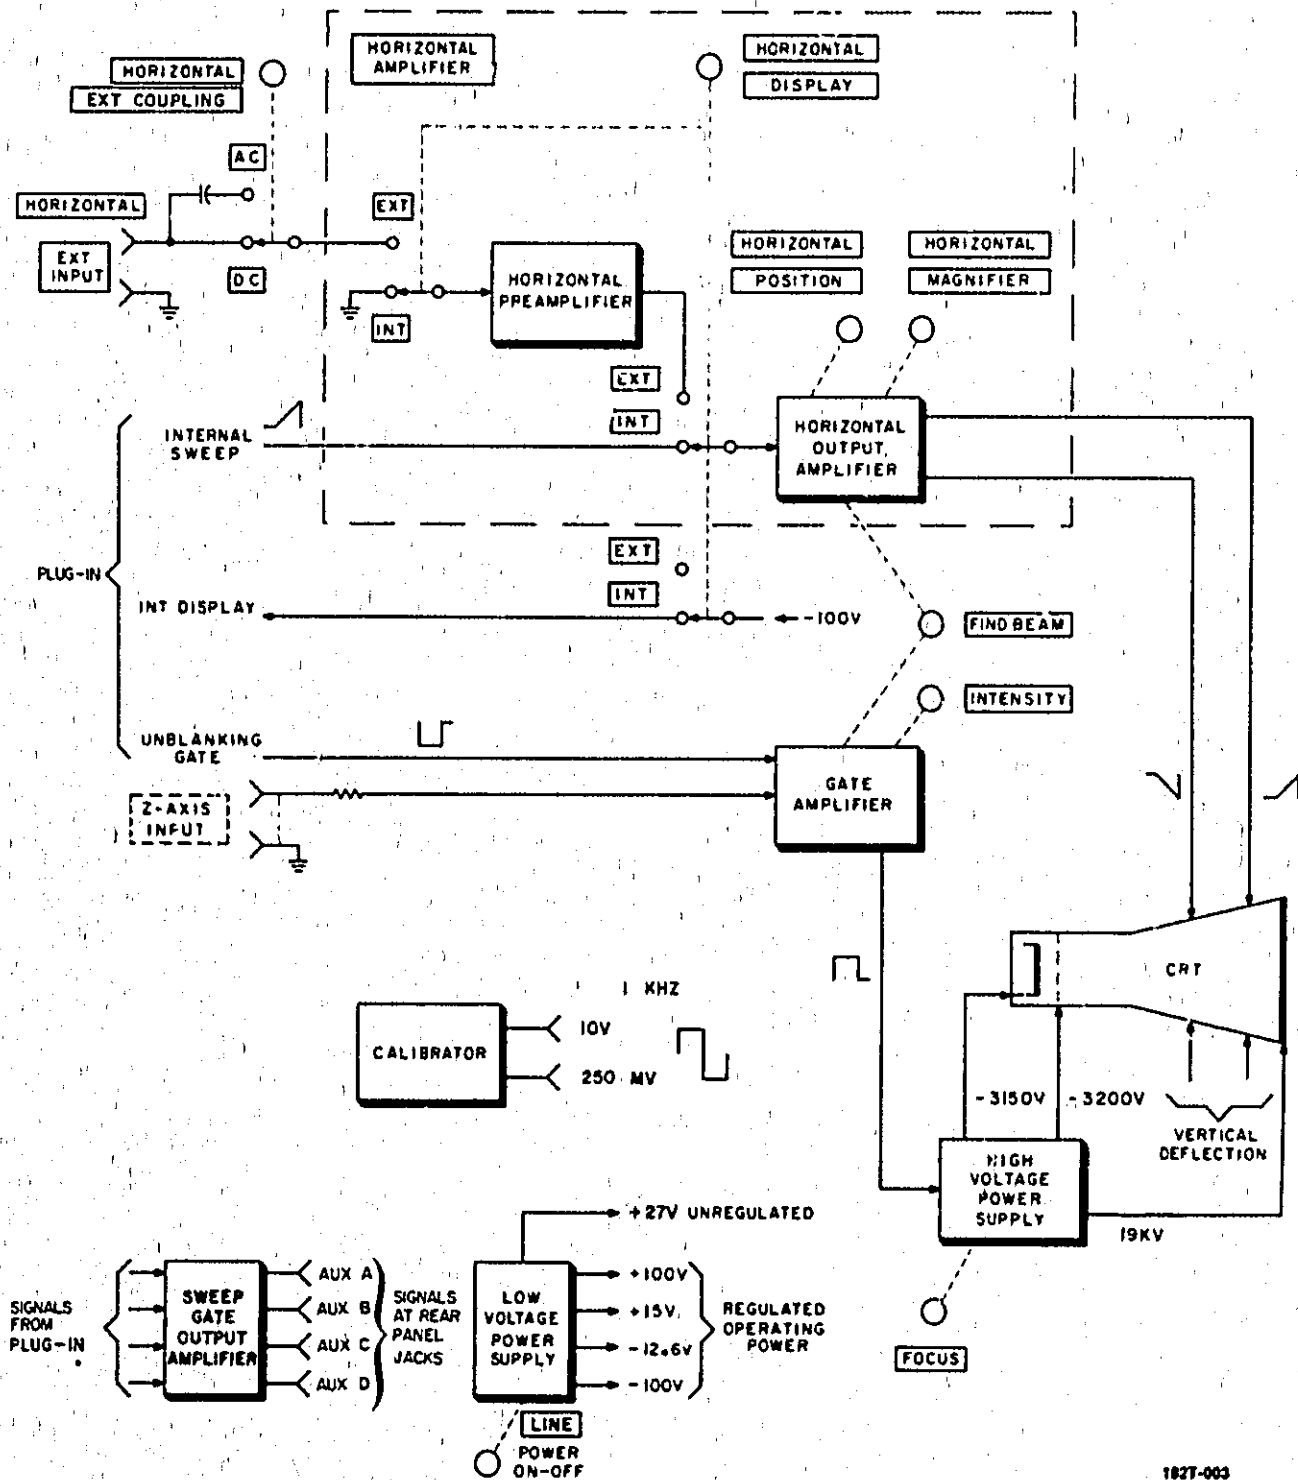 HORIZONTAL
AMPLIFIER
HORIZONTAL
DISPLAY
HORIZONTAL
EXT COUPLING
AC
HORIZONTAL
EXT
INPUT
DC
EXT
INT
HORIZONTAL
PREAMPLIFIER
HORIZONTAL
POSITION
HORIZONTAL
MAGNIFIER
EXT
INT
INTERNAL
SWEEP
HORIZONTAL
OUTPUT
AMPLIFIER
PLUG-IN
EXT
INT
INT DISPLAY
-100V
FIND BEAM
INTENSITY
UNBLANKING
GATE
Z-AXIS
INPUT
GATE
AMPLIFIER
CRT
1 KHZ
CALIBRATOR
10V
250 MV
-3150V
-3200V
VERTICAL
DEFLECTION
HIGH
VOLTAGE
POWER
SUPPLY
19KV
FOCUS
+27V UNREGULATED
SIGNALS
FROM
PLUG-IN
SWEEP
GATE
OUTPUT
AMPLIFIER
AUX A
AUX B
AUX C
AUX D
SIGNALS
AT REAR
PANEL
JACKS
LOW
VOLTAGE
POWER
SUPPLY
+100V
+15V
-12.6V
-100V
REGULATED
OPERATING
POWER
LINE
POWER
ON-OFF
182T-003